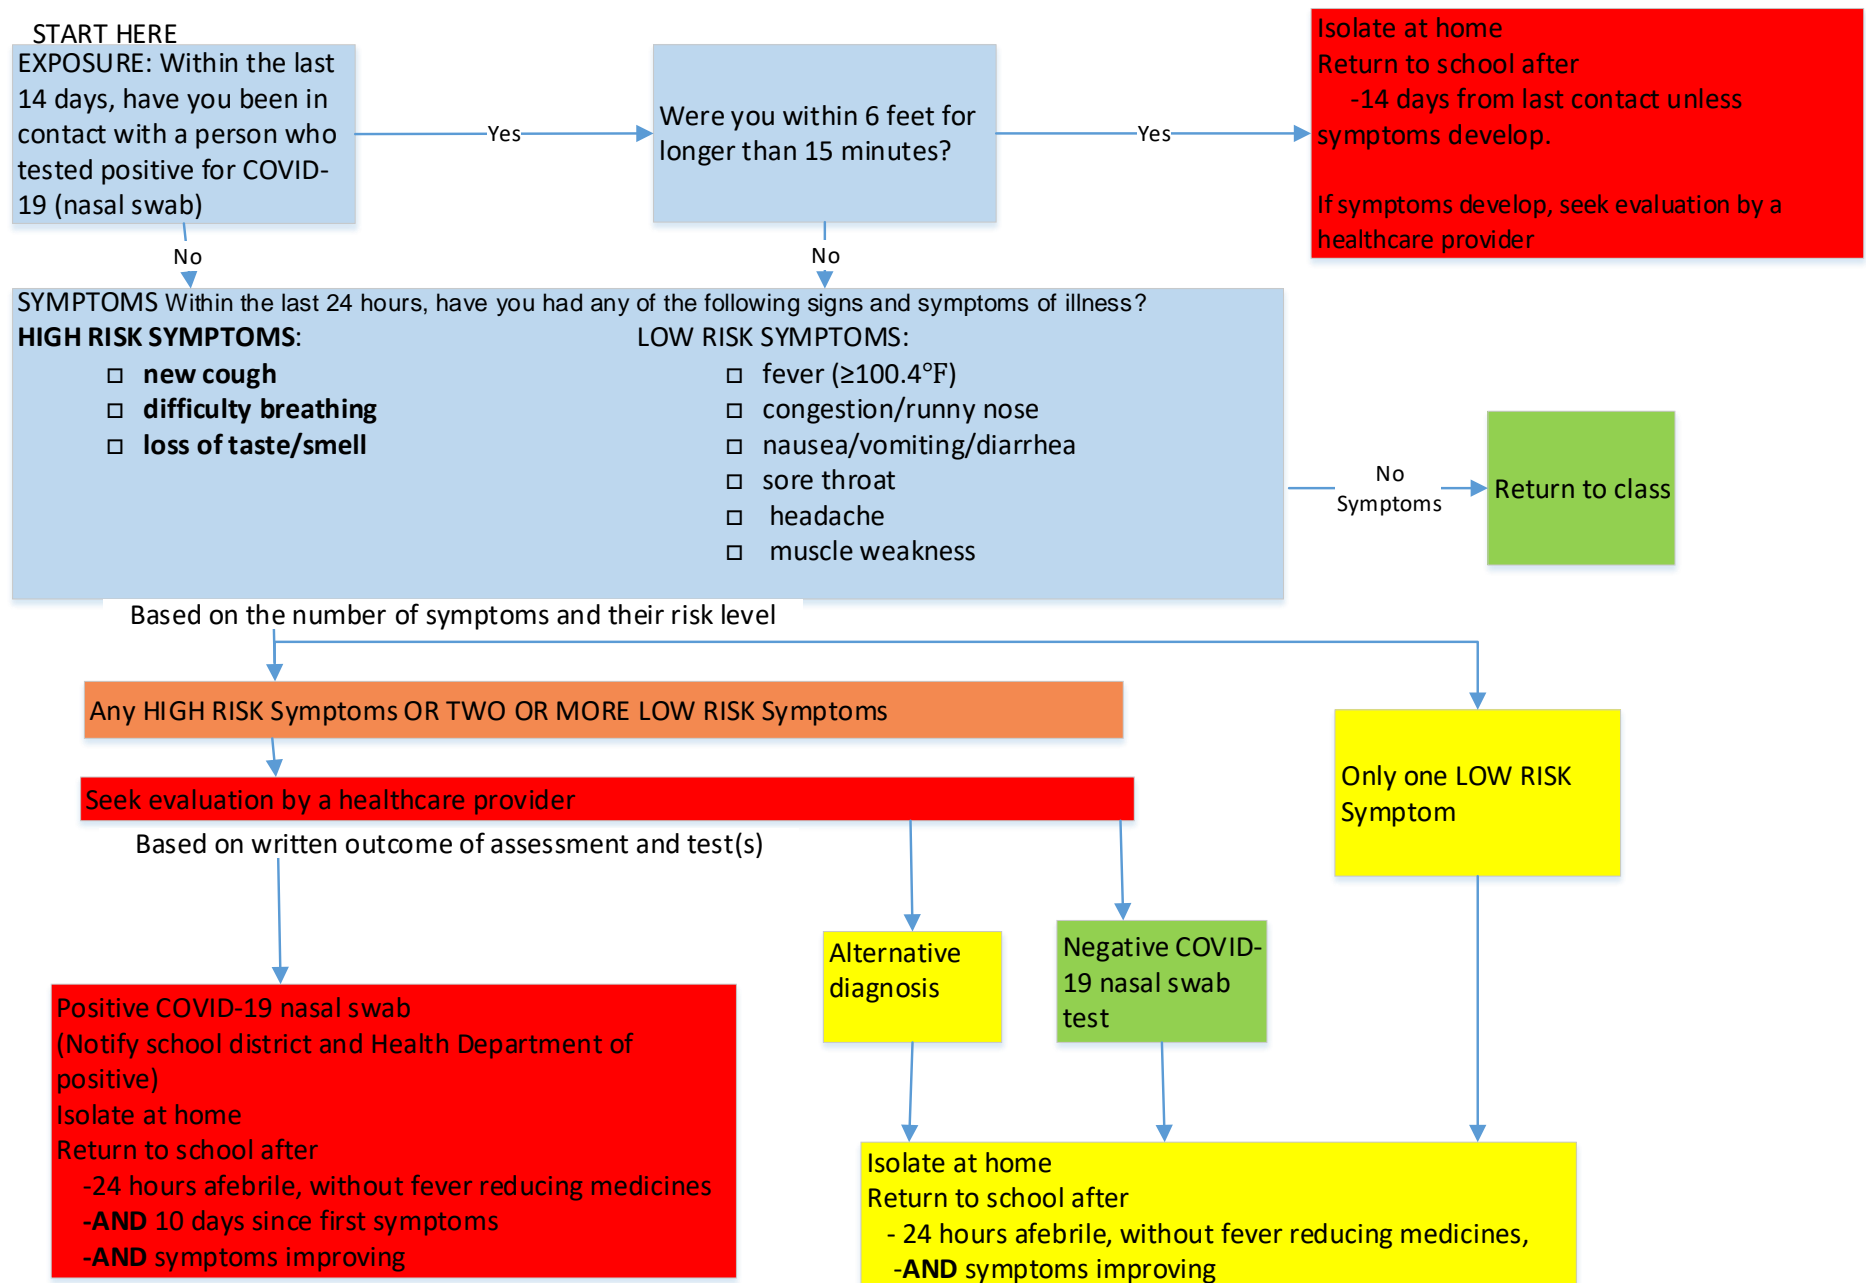 START HERE
EXPOSURE: Within the last
14 days, have you been in
contact with a person who
tested positive for COVID-
19 (nasal swab)
Yes
Were you within 6 feet for
longer than 15 minutes?
Yes
Isolate at home
Return to school after
-14 days from last contact unless
symptoms develop.
If symptoms develop, seek evaluation by a
healthcare provider
No
No
SYMPTOMS Within the last 24 hours, have you had any of the following signs and symptoms of illness?
HIGH RISK SYMPTOMS:
□ new cough
□ difficulty breathing
□ loss of taste/smell
LOW RISK SYMPTOMS:
□ fever (≥100.4°F)
□ congestion/runny nose
□ nausea/vomiting/diarrhea
□ sore throat
□ headache
□ muscle weakness
No
Symptoms
Return to class
Based on the number of symptoms and their risk level
Any HIGH RISK Symptoms OR TWO OR MORE LOW RISK Symptoms
Only one LOW RISK
Symptom
Seek evaluation by a healthcare provider
Based on written outcome of assessment and test(s)
Alternative
diagnosis
Negative COVID-
19 nasal swab
test
Positive COVID-19 nasal swab
(Notify school district and Health Department of
positive)
Isolate at home
Return to school after
-24 hours afebrile, without fever reducing medicines
-AND 10 days since first symptoms
-AND symptoms improving
Isolate at home
Return to school after
- 24 hours afebrile, without fever reducing medicines,
-AND symptoms improving